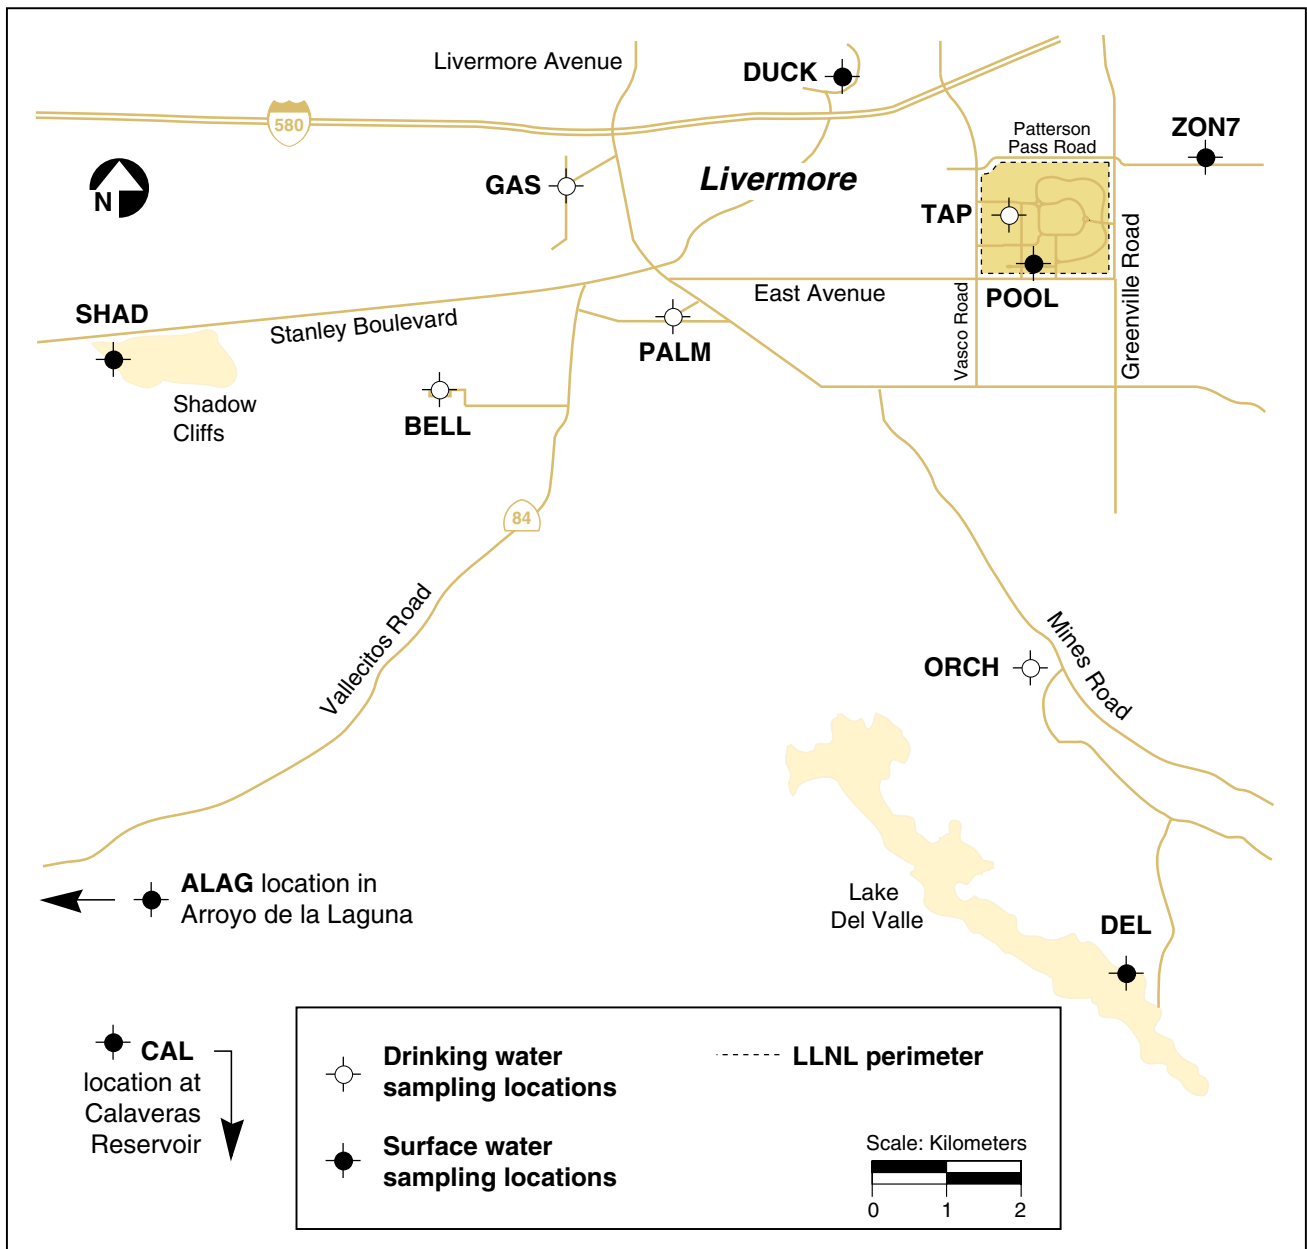 Livermore Avenue
DUCK
580
Patterson
Pass Road
ZON7
N
GAS
Livermore
TAP
POOL
Greenville Road
Vasco Road
East Avenue
SHAD
Stanley Boulevard
PALM
Shadow
Cliffs
BELL
84
Vallecitos Road
Mines Road
ORCH
ALAG location in
Arroyo de la Laguna
Lake
Del Valle
DEL
CAL
location at
Calaveras
Reservoir
Drinking water
sampling locations
LLNL perimeter
Surface water
sampling locations
Scale: Kilometers
0 1 2